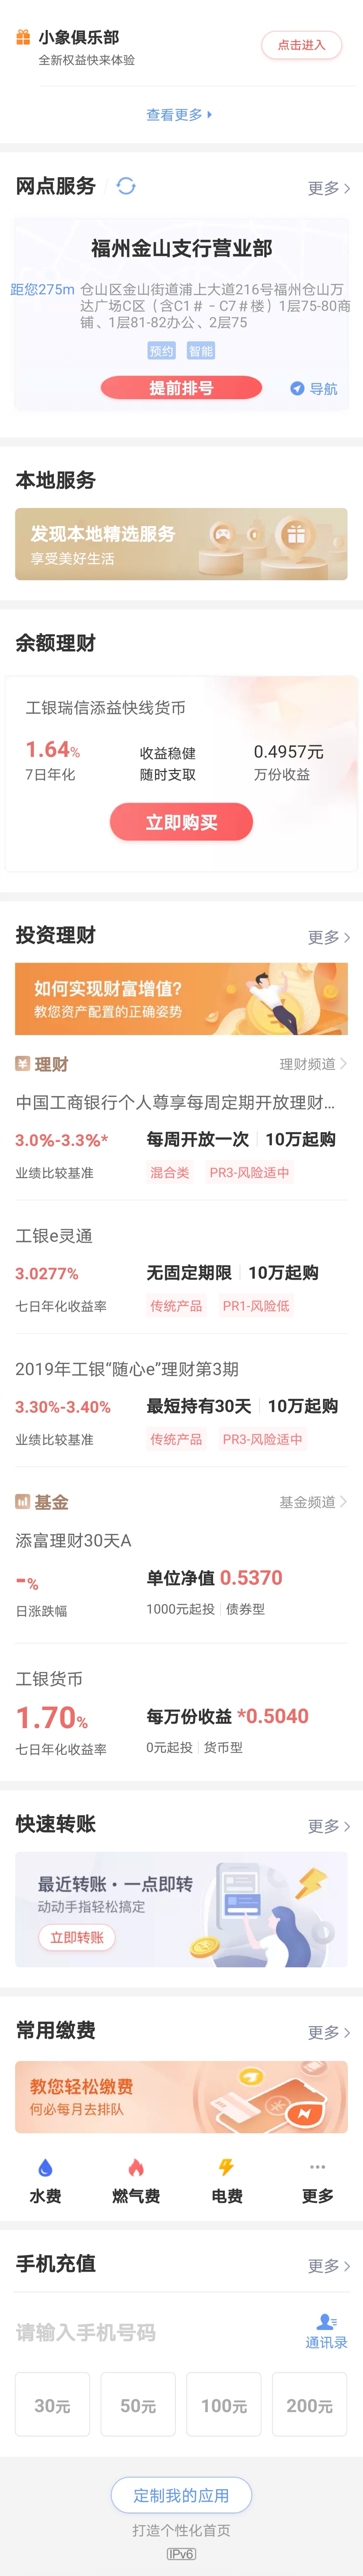 小象俱乐部
点击进入
全新权益快来体验
查看更多
网点服务
更多
福州金山支行营业部
距您275m 仓山区金山街道浦上大道216号福州仓山万
达广场C区（含C1＃－C7＃楼）1层75-80商
铺、1层81-82办公、2层75
预约 智能
提前排号
导航
本地服务
发现本地精选服务
享受美好生活
余额理财
工银瑞信添益快线货币
1.64% 收益稳健 0.4957元
7日年化 随时支取 万份收益
立即购买
投资理财
更多
如何实现财富增值?
教您资产配置的正确姿势
理财
理财频道
中国工商银行个人尊享每周定期开放理财...
3.0%-3.3%* 每周开放一次 10万起购
业绩比较基准 混合类 PR3-风险适中
工银e灵通
3.0277% 无固定期限 10万起购
七日年化收益率 传统产品 PR1-风险低
2019年工银“随心e”理财第3期
3.30%-3.40% 最短持有30天 10万起购
业绩比较基准 传统产品 PR3-风险适中
基金
基金频道
添富理财30天A
-% 单位净值 0.5370
日涨跌幅 1000元起投 债券型
工银货币
1.70% 每万份收益 *0.5040
七日年化收益率 0元起投 货币型
快速转账
更多
最近转账·一点即转
动动手指轻松搞定
立即转账
常用缴费
更多
教您轻松缴费
何必每月去排队
水费 燃气费 电费 更多
手机充值
更多
请输入手机号码
通讯录
30元 50元 100元 200元
定制我的应用
打造个性化首页
IPv6